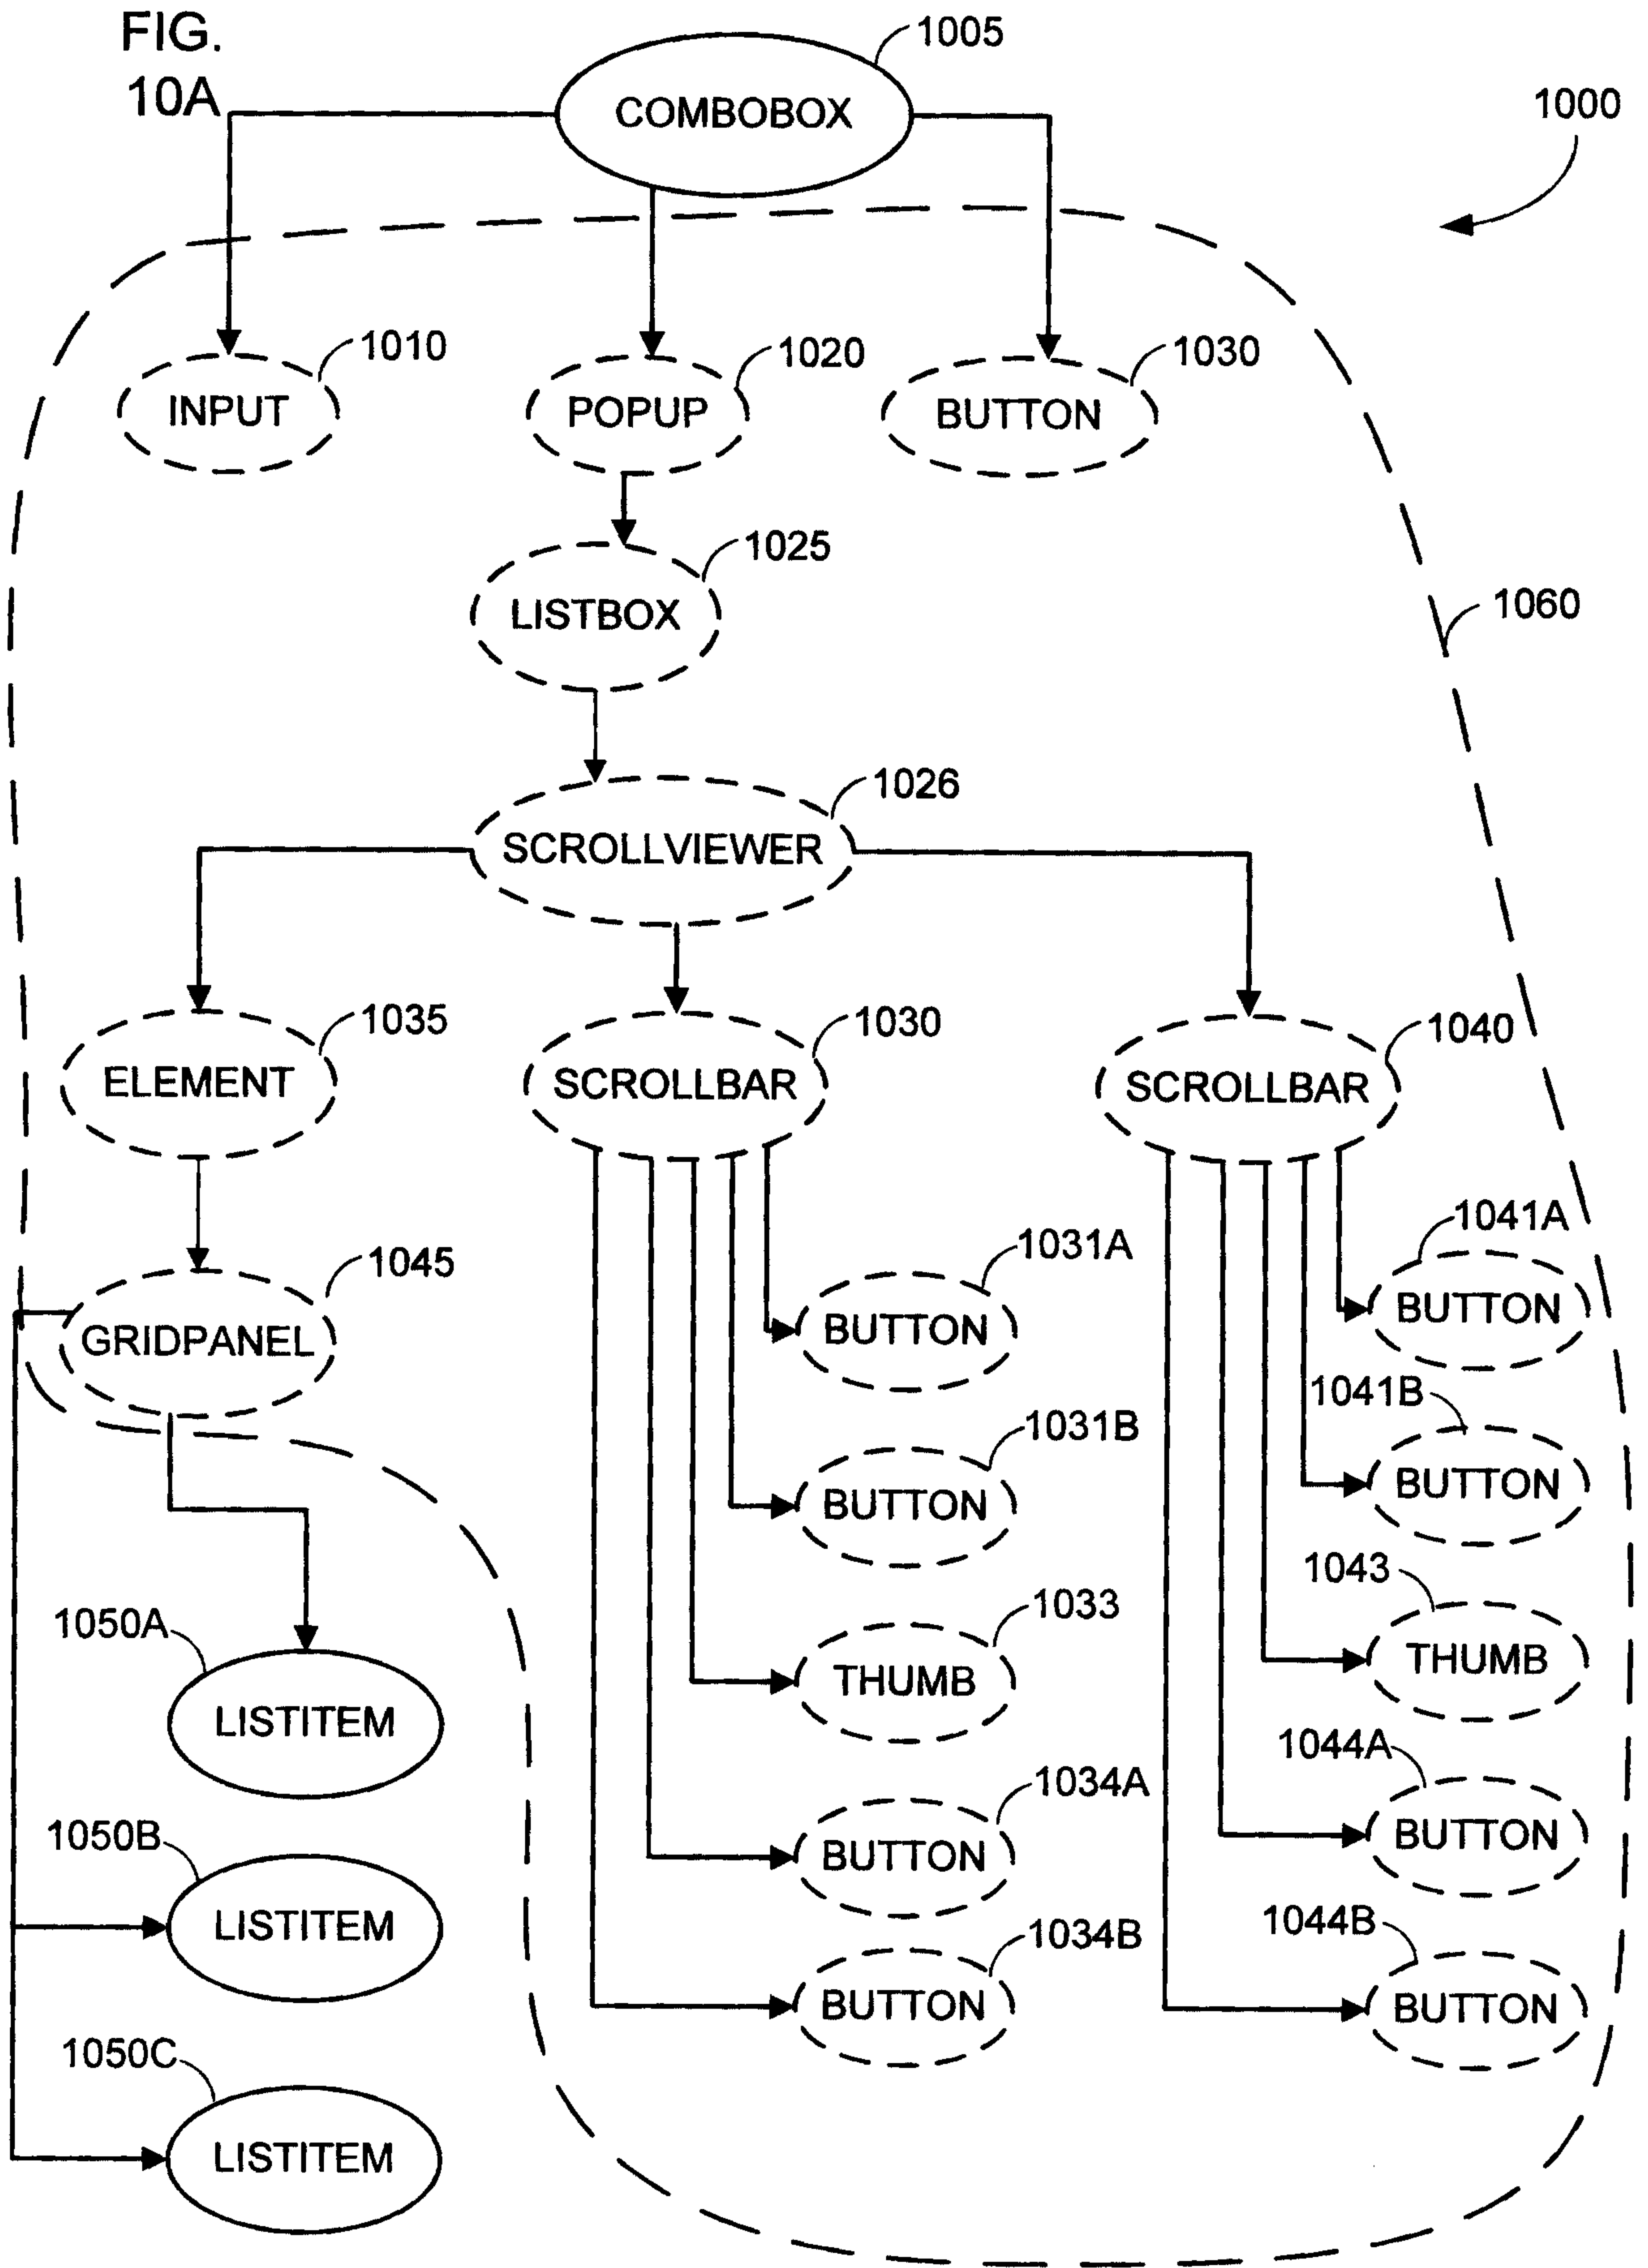 FIG.
10A
1005
COMBOBOX
1000
1010
INPUT
1020
POPUP
1030
BUTTON
1025
LISTBOX
1060
1026
SCROLLVIEWER
1035
ELEMENT
1030
SCROLLBAR
1040
SCROLLBAR
1045
GRIDPANEL
1031A
BUTTON
1041A
BUTTON
1031B
BUTTON
1041B
BUTTON
1033
THUMB
1043
THUMB
1050A
LISTITEM
1034A
BUTTON
1044A
BUTTON
1050B
LISTITEM
1034B
BUTTON
1044B
BUTTON
1050C
LISTITEM